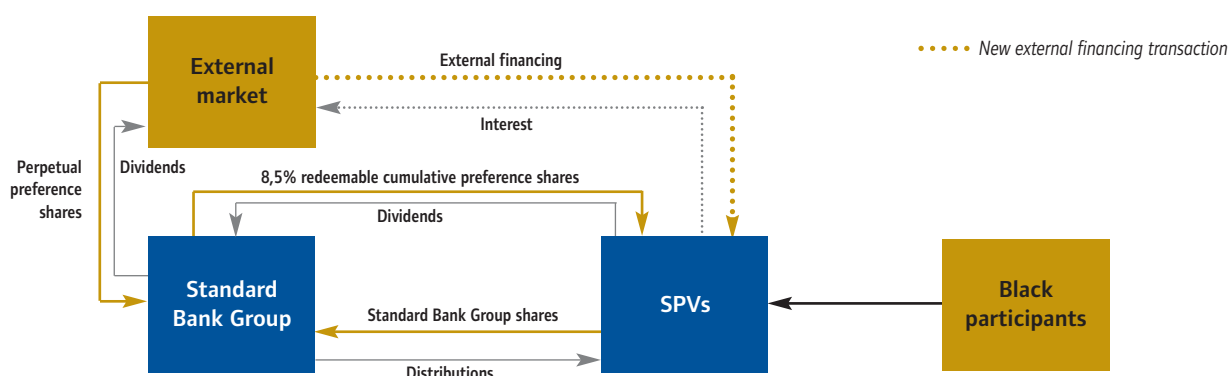 External
market
External financing
New external financing transaction
Interest
Perpetual
preference
shares
Dividends
8,5% redeemable cumulative preference shares
Dividends
Standard
Bank Group
Standard Bank Group shares
SPVs
Black
participants
Distributions